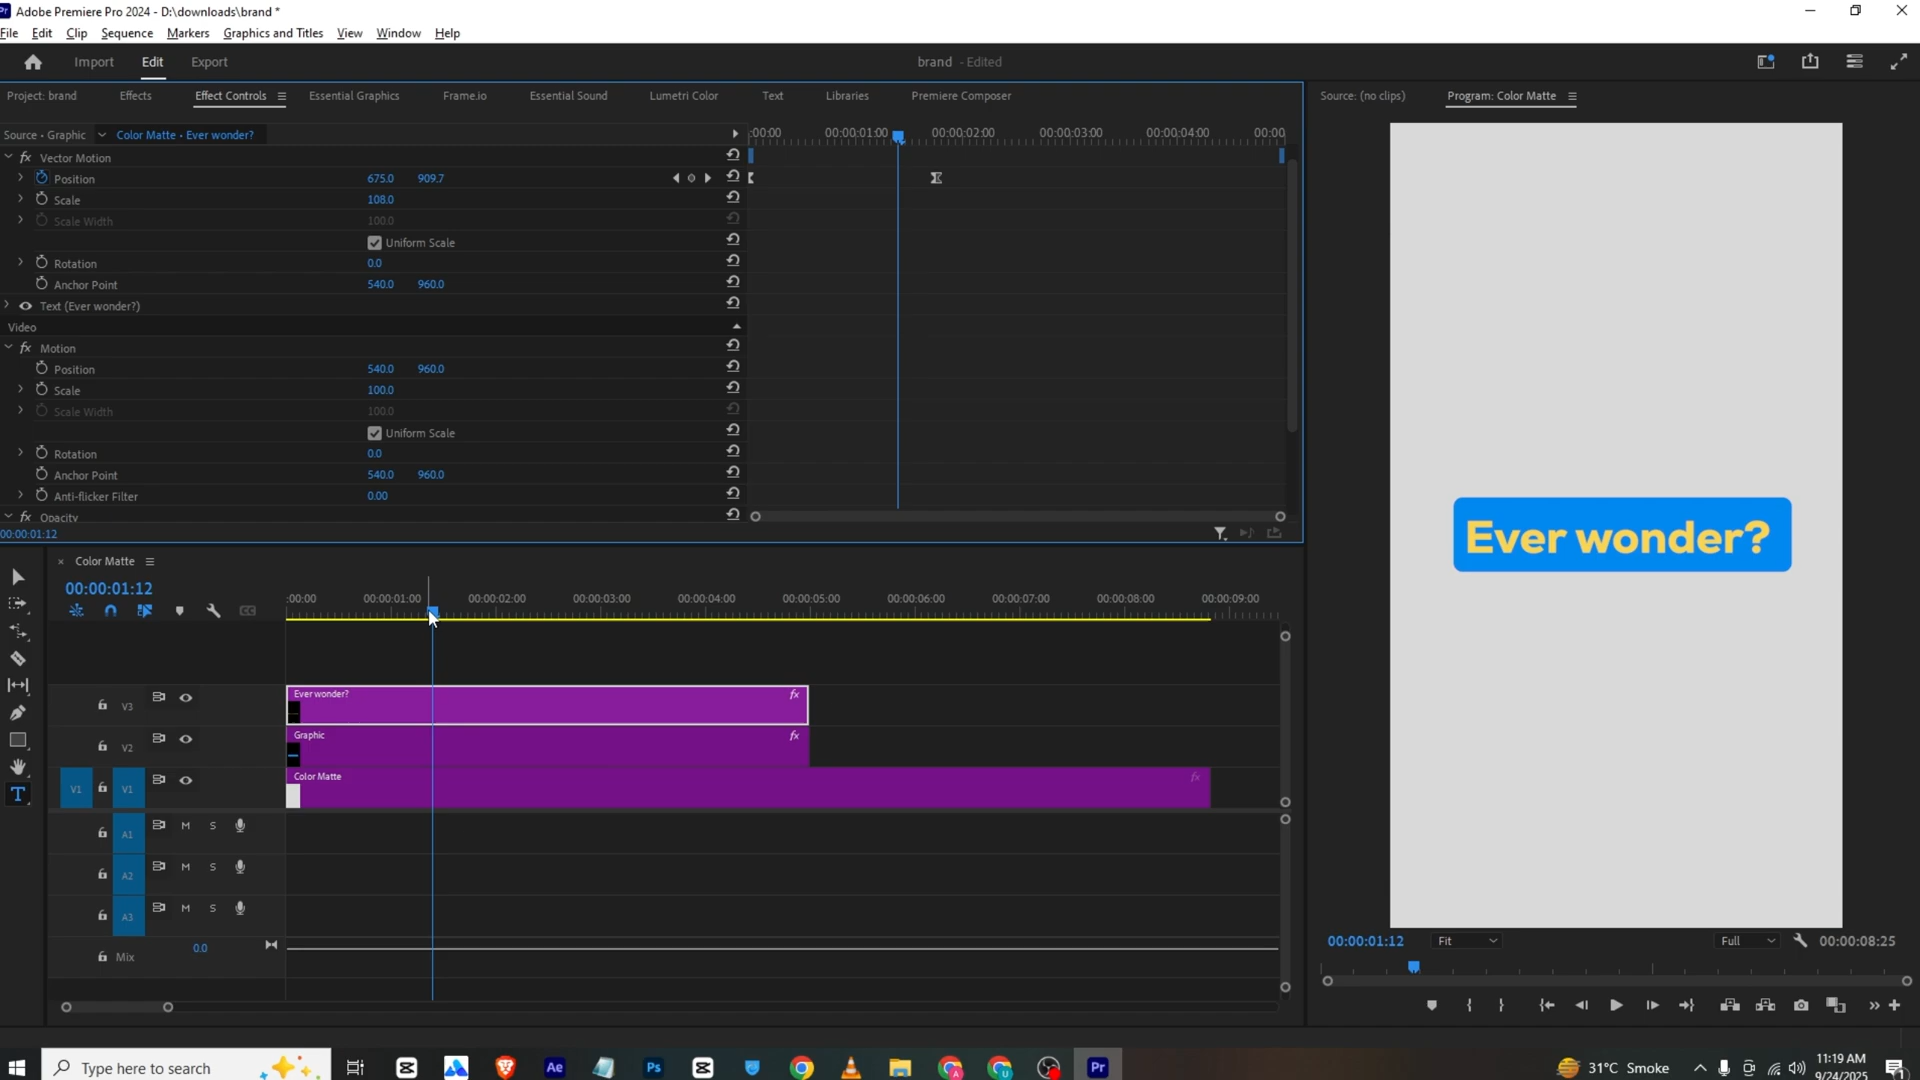 Pr Adobe Premiere Pro 2024 - D:\downloads\brand *
File Edit Clip Sequence Markers Graphics and Titles View Window Help
Import Edit Export
brand - Edited
Project: brand Effects Effect Controls Essential Graphics Frame.io Essential Sound Lumetri Color Text Libraries Premiere Composer
Source: (no clips) Program: Color Matte
Source • Graphic Color Matte • Ever wonder?
:00:00 00:00:01:00 00:00:02:00 00:00:03:00 00:00:04:00 00:00
fx Vector Motion
Position 675.0 909.7
Scale 108.0
Scale Width 100.0
Uniform Scale
Rotation 0.0
Anchor Point 540.0 960.0
Text (Ever wonder?)
Video
fx Motion
Position 540.0 960.0
Scale 100.0
Scale Width 100.0
Uniform Scale
Rotation 0.0
Anchor Point 540.0 960.0
Anti-flicker Filter 0.00
fx Opacity
00:00:01:12
Ever wonder?
× Color Matte
00:00:01:12
:00:00 00:00:01:00 00:00:02:00 00:00:03:00 00:00:04:00 00:00:05:00 00:00:06:00 00:00:07:00 00:00:08:00 00:00:09:00
CC
V3 Ever wonder? fx
V2 Graphic fx
V1 V1 Color Matte fx
A1 M S
A2 M S
A3 M S
Mix 0.0
T
00:00:01:12 Fit Full 00:00:08:25
Type here to search
Ae Ps A U Pr
31°C Smoke
11:19 AM
9/24/2025
1